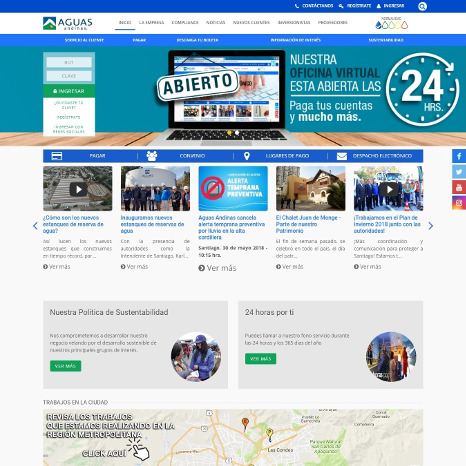 CONTÁCTANOS
REGÍSTRATE
INGRESAR
AGUAS
andinas
INICIO
LA EMPRESA
COMPLIANCE
NOTICIAS
NUEVOS CLIENTES
INVERSIONISTAS
PROVEEDORES
SERVICIO AL CLIENTE
PAGAR
DESCARGA TU BOLETA
INFORMACIÓN DE INTERÉS
SUSTENTABILIDAD
RUT
CLAVE
INGRESAR
¿OLVIDASTE TU
CLAVE?
REGÍSTRATE
INGRESAR CON
REDES SOCIALES
ABIERTO
NUESTRA
OFICINA VIRTUAL
ESTÁ ABIERTA LAS
Paga tus cuentas
y mucho más.
24
HRS.
PAGAR
CONVENIO
LUGARES DE PAGO
DESPACHO ELECTRÓNICO
ALERTA
TEMPRANA
PREVENTIVA
¿Cómo son los nuevos
estanques de reserva de
agua?
Así lucen los nuevos
estanques que construimos
en tiempo récord, par...
Ver más
Inauguramos nuevos
estanques de reservas de
agua
Con la presencia de
autoridades como la
Intendente de Santiago, Karl...
Ver más
Aguas Andinas cancela
alerta temprana preventiva
por lluvia en la alta
cordillera
Santiago, 30 de mayo 2018 -
10:15 hrs.
Ver más
El Chalet Juan de Monge -
Parte de nuestro
Patrimonio
El fin de semana pasado, se
celebró en todo el país, el día
del patr...
Ver más
¡Trabajamos en el Plan de
Invierno 2018 junto con las
autoridades!
¡Más coordinación y
comunicación para proteger a
Santiago! Estamos t...
Ver más
Nuestra Política de Sustentabilidad
Nos comprometemos a desarrollar nuestro
negocio velando por el desarrollo sostenible de
nuestros principales grupos de interés.
VER MÁS
24 horas por ti
Puedes llamar a nuestro fono servicio durante
las 24 horas y los 365 días del año.
VER MÁS
TRABAJOS EN LA CIUDAD
REVISA LOS TRABAJOS
QUE ESTAMOS REALIZANDO EN LA
REGIÓN METROPOLITANA
CLICK AQUÍ
Las Condes